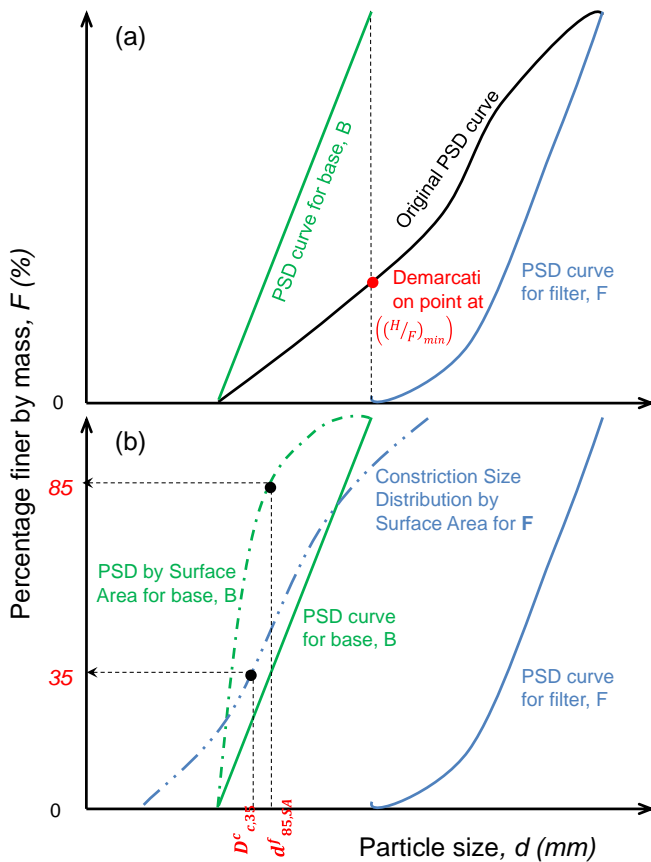 Percentage finer by mass, F (%)
(a)
PSD curve for base, B
Original PSD curve
Demarcati
on point at
((H/F)min)
PSD curve
for filter, F
0
(b)
85
35
0
PSD by Surface
Area for base, B
Constriction Size
Distribution by
Surface Area for F
PSD curve
for base, B
PSD curve
for filter, F
D^c_c,35
d^f_85,SA
Particle size, d (mm)